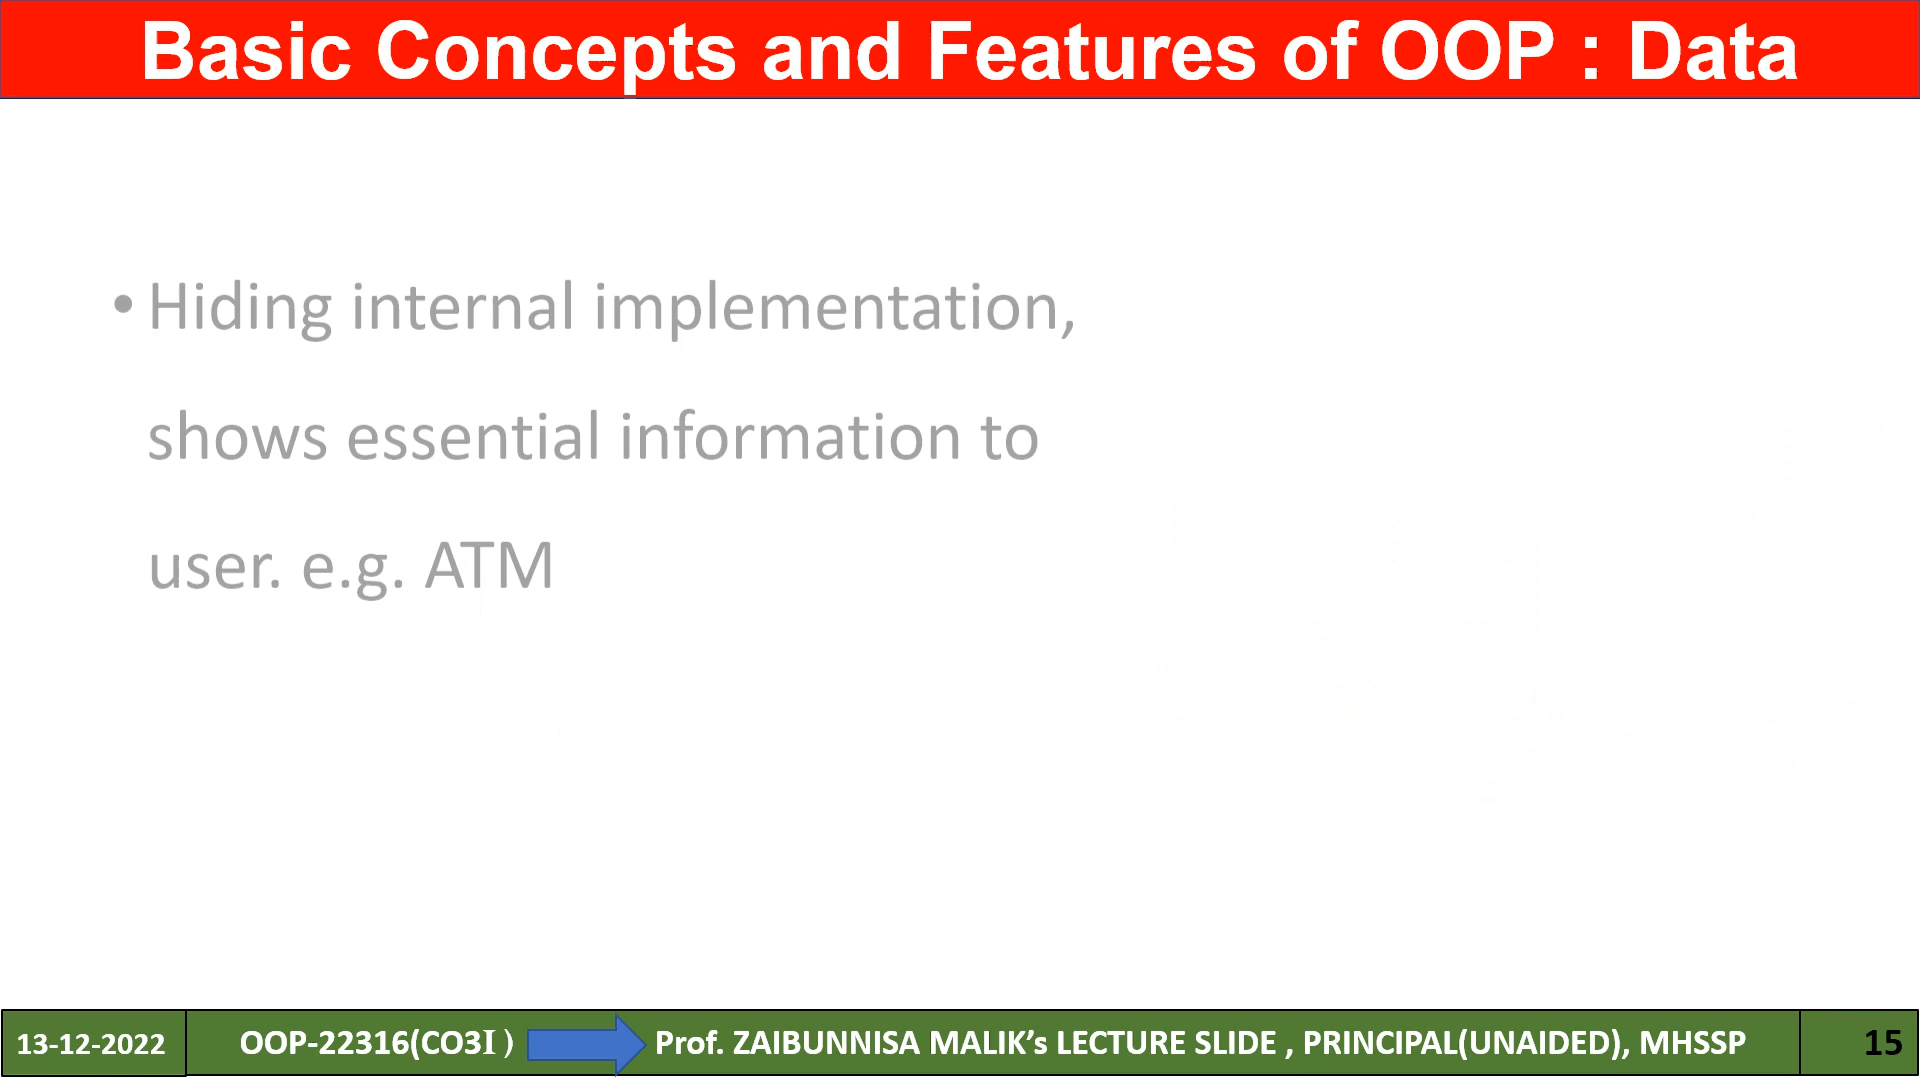 Basic Concepts and Features of OOP : Data
• Hiding internal implementation,
shows essential information to
user. e.g. ATM
13-12-2022 OOP-22316(CO3I ) Prof. ZAIBUNNISA MALIK’s LECTURE SLIDE , PRINCIPAL(UNAIDED), MHSSP 15